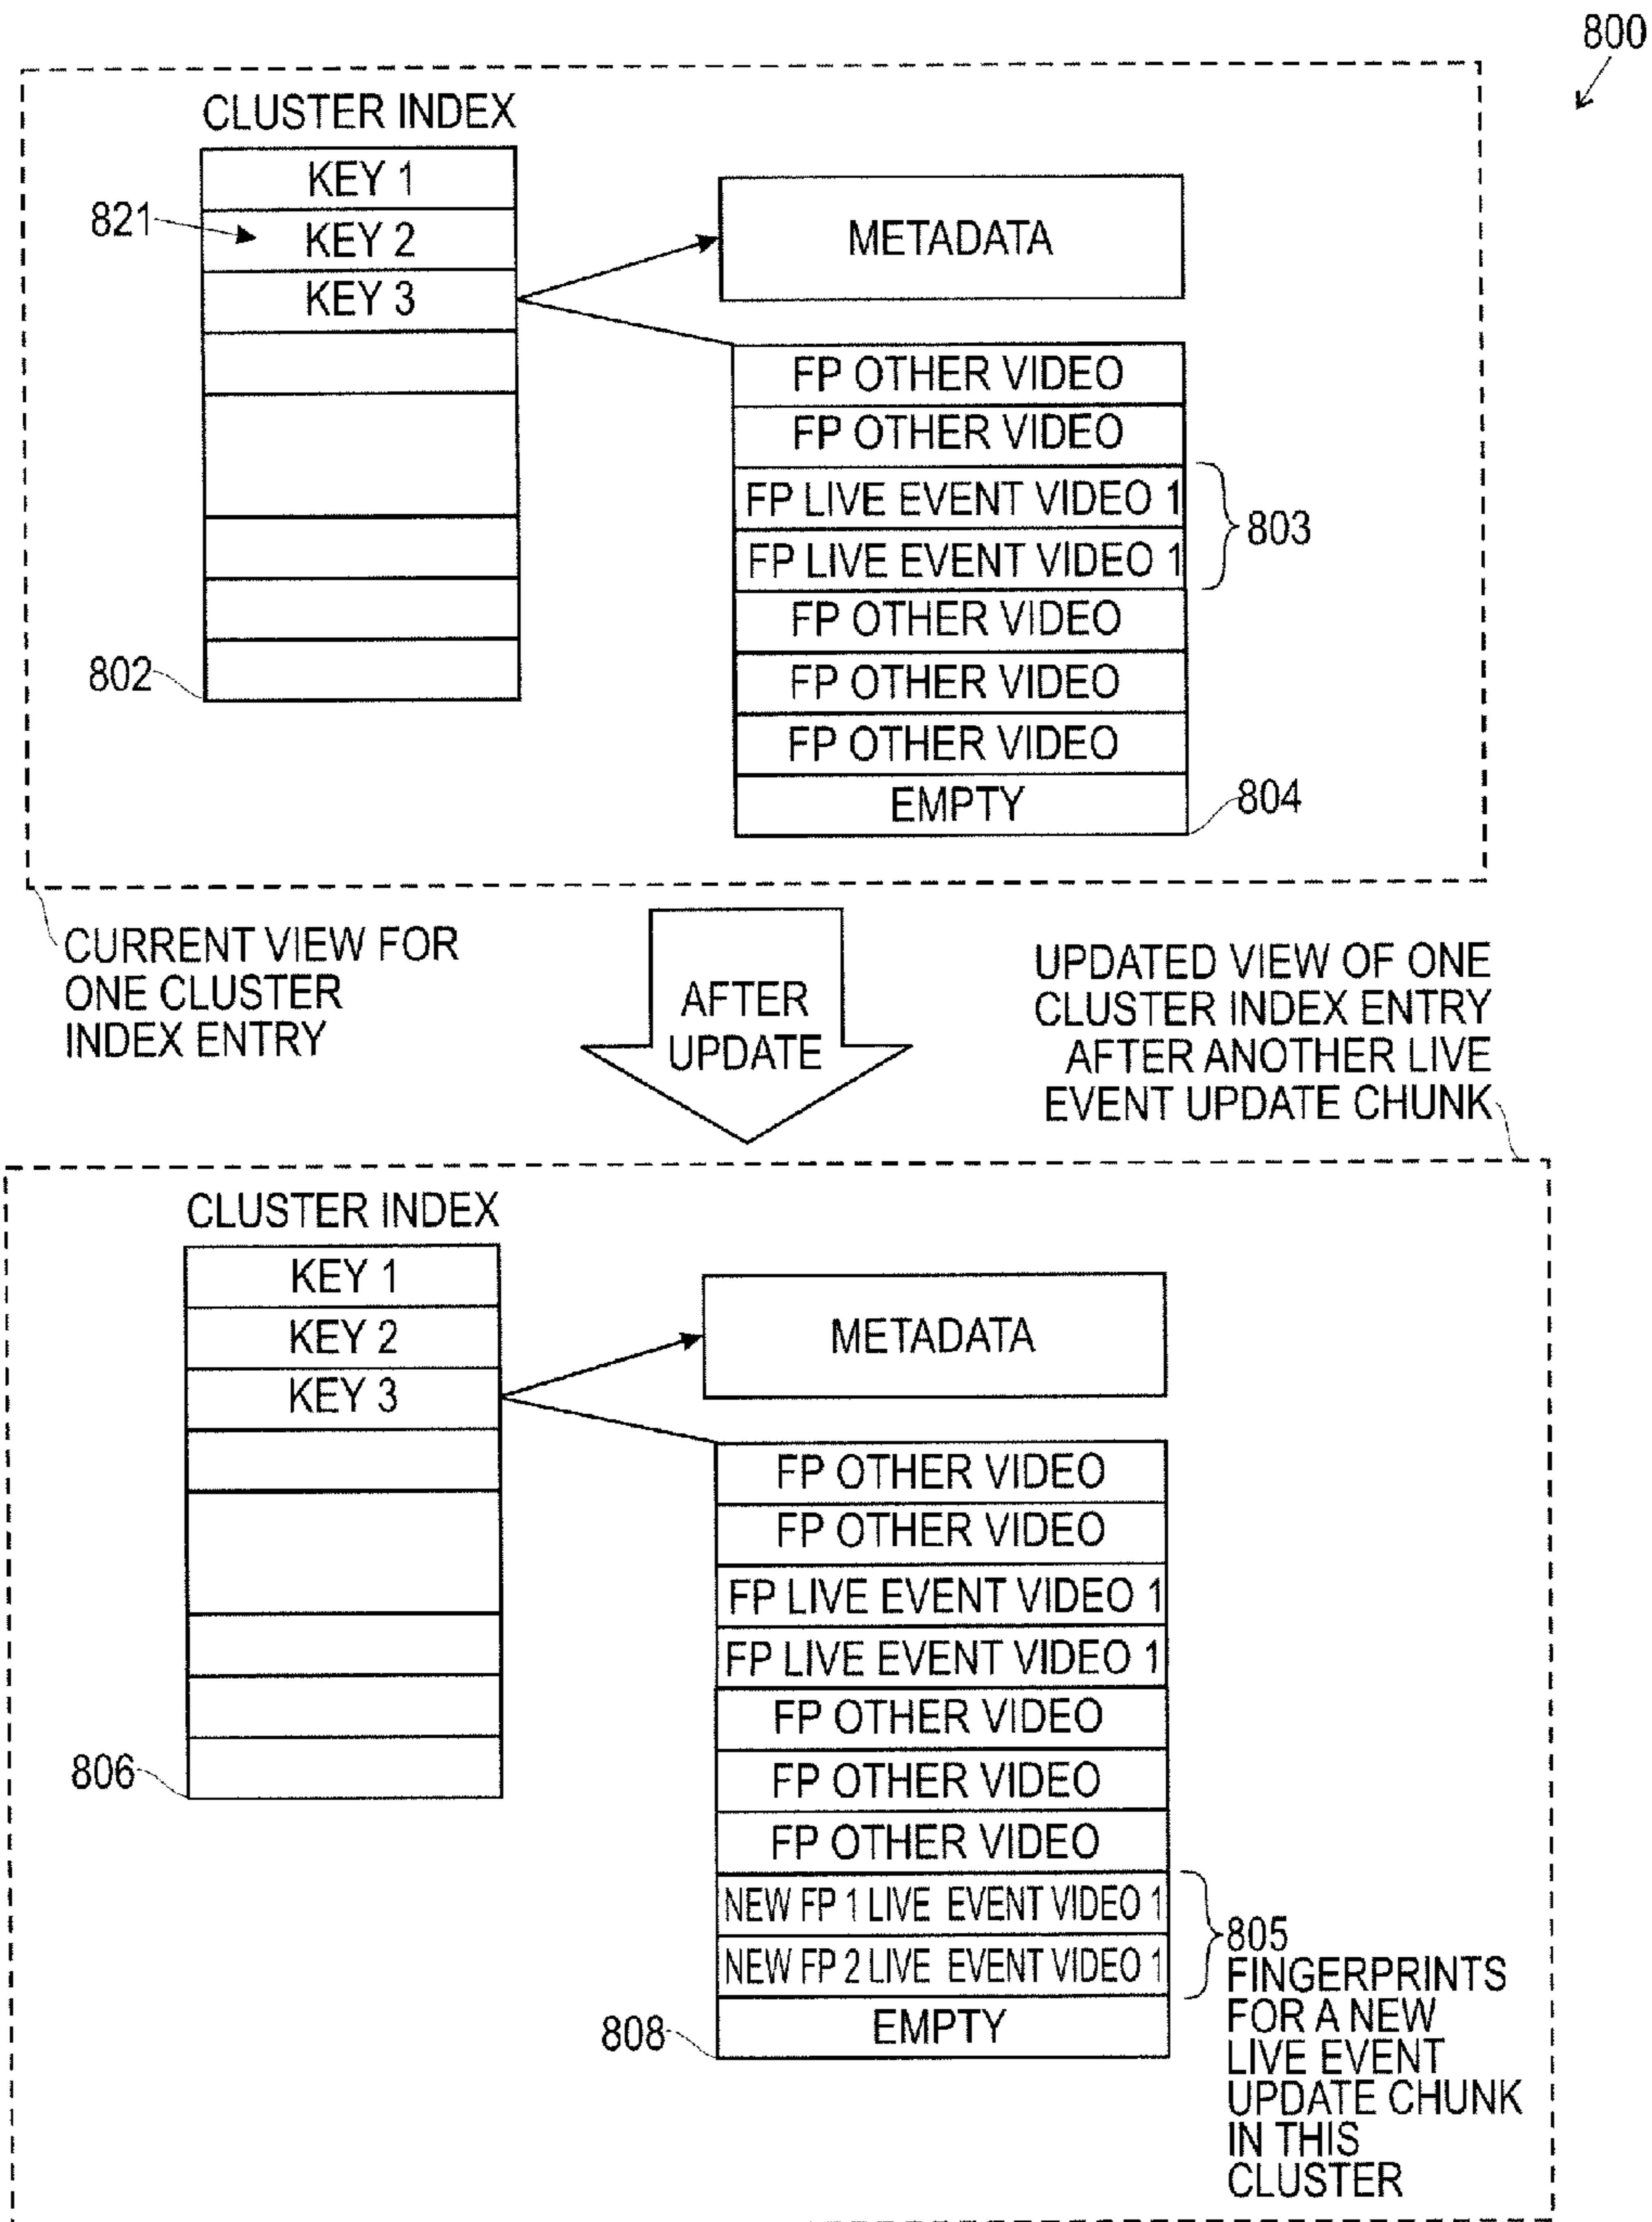 800
CLUSTER INDEX
KEY 1
821
KEY 2
KEY 3
METADATA
FP OTHER VIDEO
FP OTHER VIDEO
FP LIVE EVENT VIDEO 1
803
FP LIVE EVENT VIDEO 1
FP OTHER VIDEO
FP OTHER VIDEO
FP OTHER VIDEO
EMPTY
802
804
CURRENT VIEW FOR
ONE CLUSTER
INDEX ENTRY
AFTER
UPDATE
UPDATED VIEW OF ONE
CLUSTER INDEX ENTRY
AFTER ANOTHER LIVE
EVENT UPDATE CHUNK
CLUSTER INDEX
KEY 1
KEY 2
KEY 3
METADATA
FP OTHER VIDEO
FP OTHER VIDEO
FP LIVE EVENT VIDEO 1
FP LIVE EVENT VIDEO 1
FP OTHER VIDEO
FP OTHER VIDEO
FP OTHER VIDEO
806
NEW FP 1 LIVE EVENT VIDEO 1
NEW FP 2 LIVE EVENT VIDEO 1
EMPTY
808
805
FINGERPRINTS
FOR A NEW
LIVE EVENT
UPDATE CHUNK
IN THIS
CLUSTER